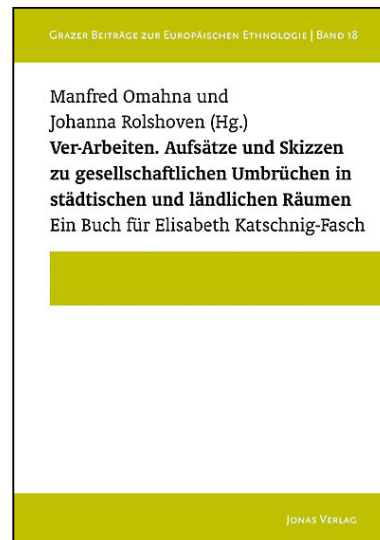 Grazer Beiträge zur Europäischen Ethnologie | Band 18
Manfred Omahna und
Johanna Rolshoven (Hg.)
Ver-Arbeiten. Aufsätze und Skizzen
zu gesellschaftlichen Umbrüchen in
städtischen und ländlichen Räumen
Ein Buch für Elisabeth Katschnig-Fasch
Jonas Verlag